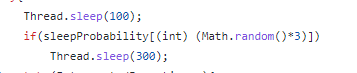 Thread.sleep(100);
if(sleepProbability[(int) (Math.random()*3)])
Thread.sleep(300);